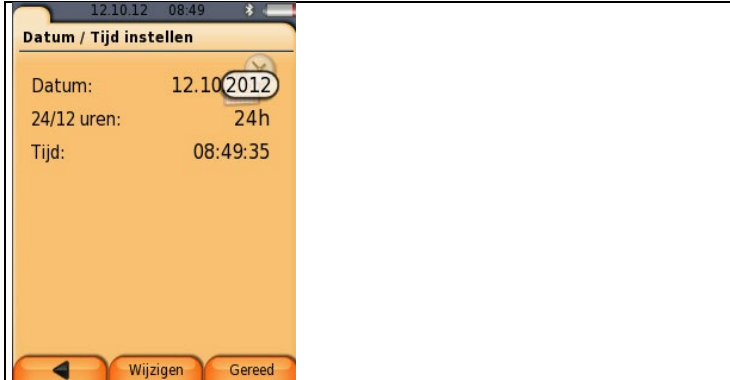 12.10.12 08:49
Datum / Tijd instellen
Datum: 12.10 2012
24/12 uren: 24h
Tijd: 08:49:35
Wijzigen Gereed